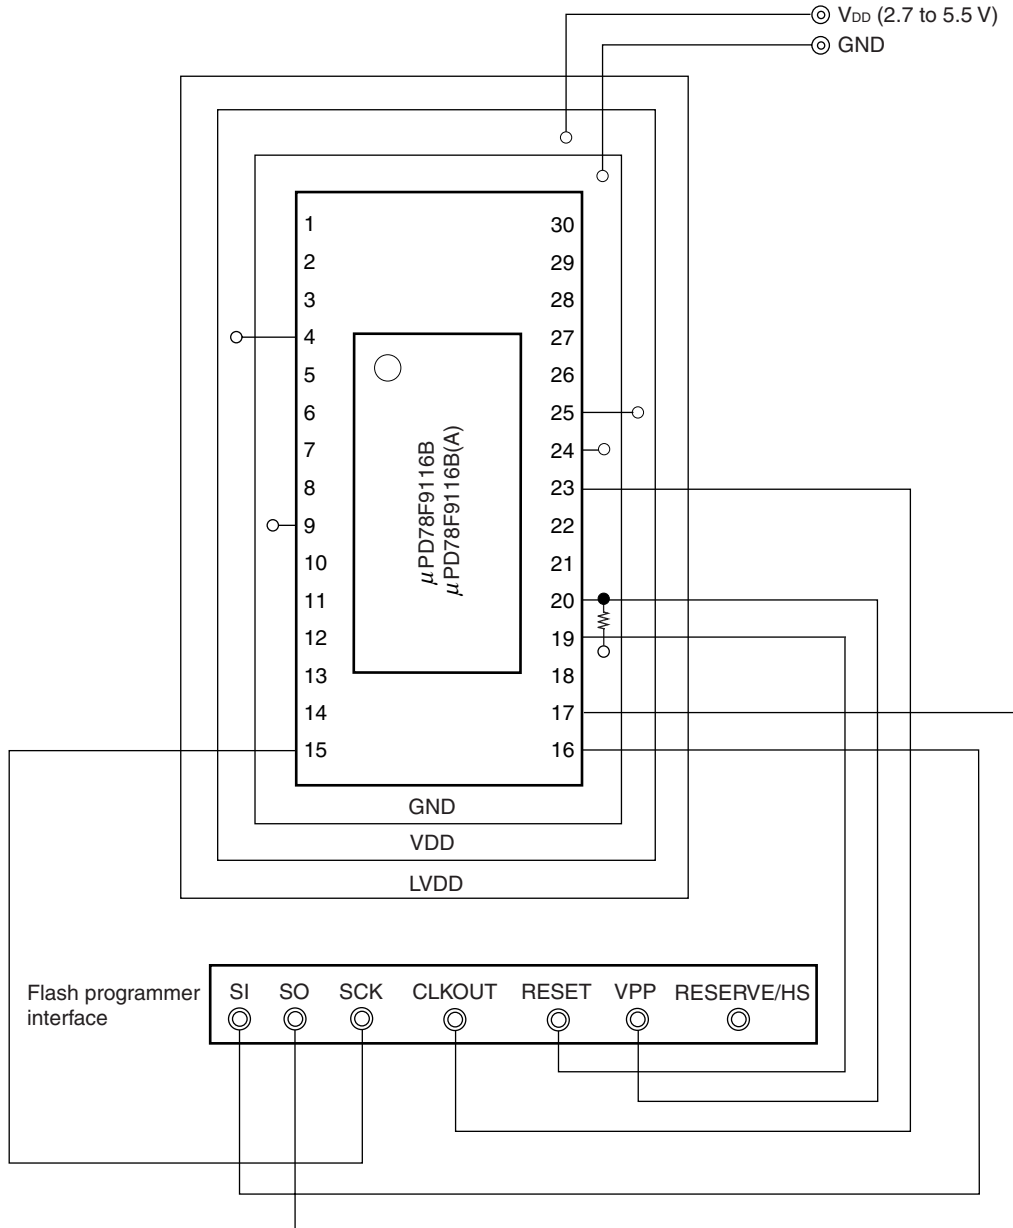 VDD (2.7 to 5.5 V)
GND
1 30
2 29
3 28
4 27
5 26
6 25
7 24
8 23
9 22
10 21
11 20
12 19
13 18
14 17
15 16
μPD78F9116B
μPD78F9116B(A)
GND
VDD
LVDD
Flash programmer
interface
SI SO SCK CLKOUT RESET VPP RESERVE/HS